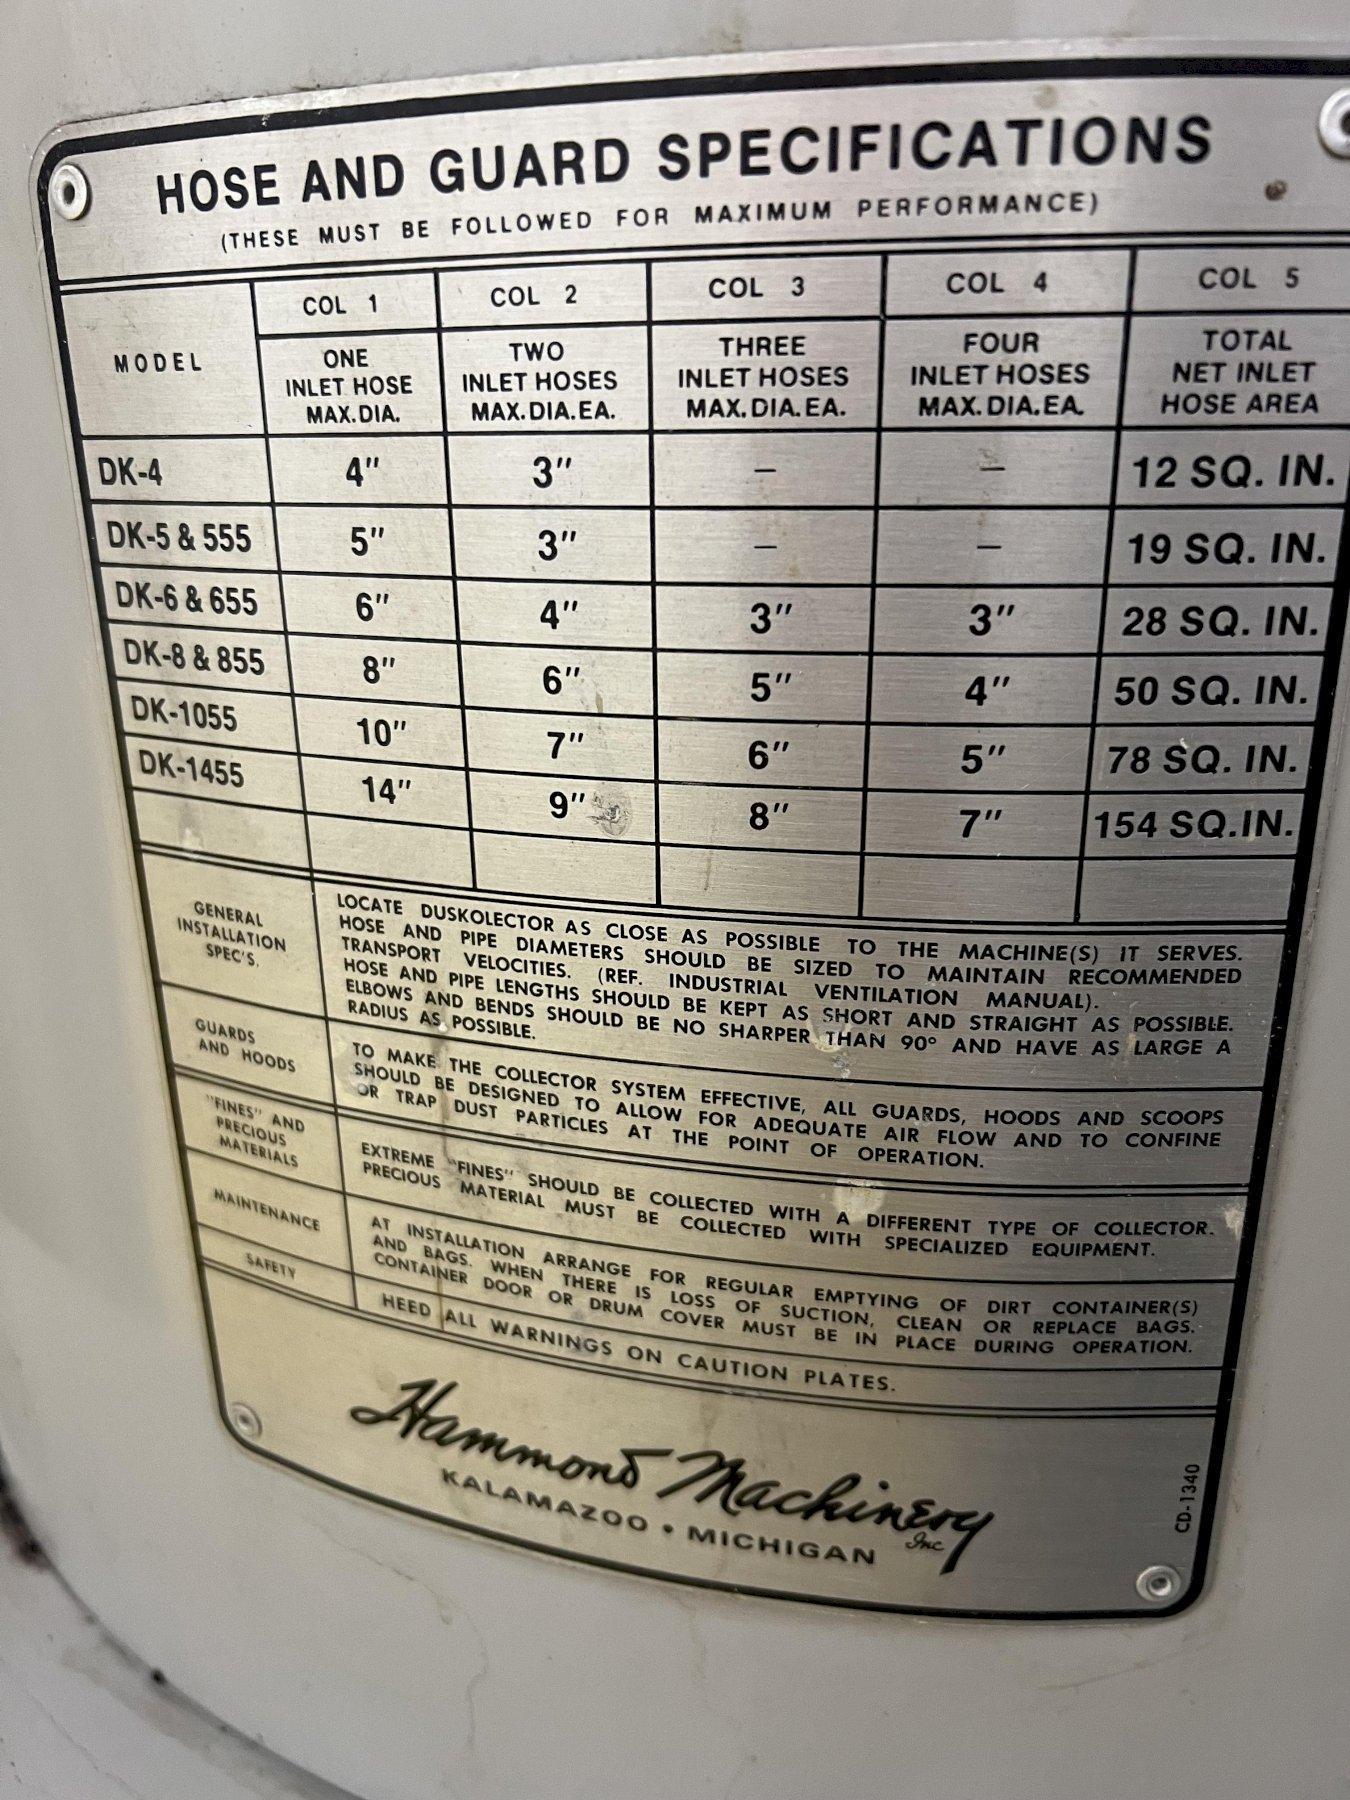 HOSE AND GUARD SPECIFICATIONS
(THESE MUST BE FOLLOWED FOR MAXIMUM PERFORMANCE)
MODEL
COL 1
COL 2
COL 3
COL 4
COL 5
ONE INLET HOSE MAX. DIA.
TWO INLET HOSES MAX. DIA. EA.
THREE INLET HOSES MAX. DIA. EA.
FOUR INLET HOSES MAX. DIA. EA.
TOTAL NET INLET HOSE AREA
DK-4 4" 3" – – 12 SQ. IN.
DK-5 & 555 5" 3" – – 19 SQ. IN.
DK-6 & 655 6" 4" 3" 3" 28 SQ. IN.
DK-8 & 855 8" 6" 5" 4" 50 SQ. IN.
DK-1055 10" 7" 6" 5" 78 SQ. IN.
DK-1455 14" 9" 8" 7" 154 SQ. IN.
GENERAL
INSTALLATION
SPEC'S.
LOCATE DUSKOLECTOR AS CLOSE AS POSSIBLE TO THE MACHINE(S) IT SERVES.
HOSE AND PIPE DIAMETERS SHOULD BE SIZED TO MAINTAIN RECOMMENDED
TRANSPORT VELOCITIES. (REF. INDUSTRIAL VENTILATION MANUAL).
HOSE AND PIPE LENGTHS SHOULD BE KEPT AS SHORT AND STRAIGHT AS POSSIBLE.
ELBOWS AND BENDS SHOULD BE NO SHARPER THAN 90° AND HAVE AS LARGE A
RADIUS AS POSSIBLE.
GUARDS
AND HOODS
TO MAKE THE COLLECTOR SYSTEM EFFECTIVE, ALL GUARDS, HOODS AND SCOOPS
SHOULD BE DESIGNED TO ALLOW FOR ADEQUATE AIR FLOW AND TO CONFINE
OR TRAP DUST PARTICLES AT THE POINT OF OPERATION.
"FINES" AND
PRECIOUS
MATERIALS
EXTREME "FINES" SHOULD BE COLLECTED WITH A DIFFERENT TYPE OF COLLECTOR.
PRECIOUS MATERIAL MUST BE COLLECTED WITH SPECIALIZED EQUIPMENT.
MAINTENANCE
AT INSTALLATION ARRANGE FOR REGULAR EMPTYING OF DIRT CONTAINER(S)
AND BAGS. WHEN THERE IS LOSS OF SUCTION, CLEAN OR REPLACE BAGS.
CONTAINER DOOR OR DRUM COVER MUST BE IN PLACE DURING OPERATION.
SAFETY
HEED ALL WARNINGS ON CAUTION PLATES.
Hammond Machinery Inc
KALAMAZOO • MICHIGAN
CD-1340